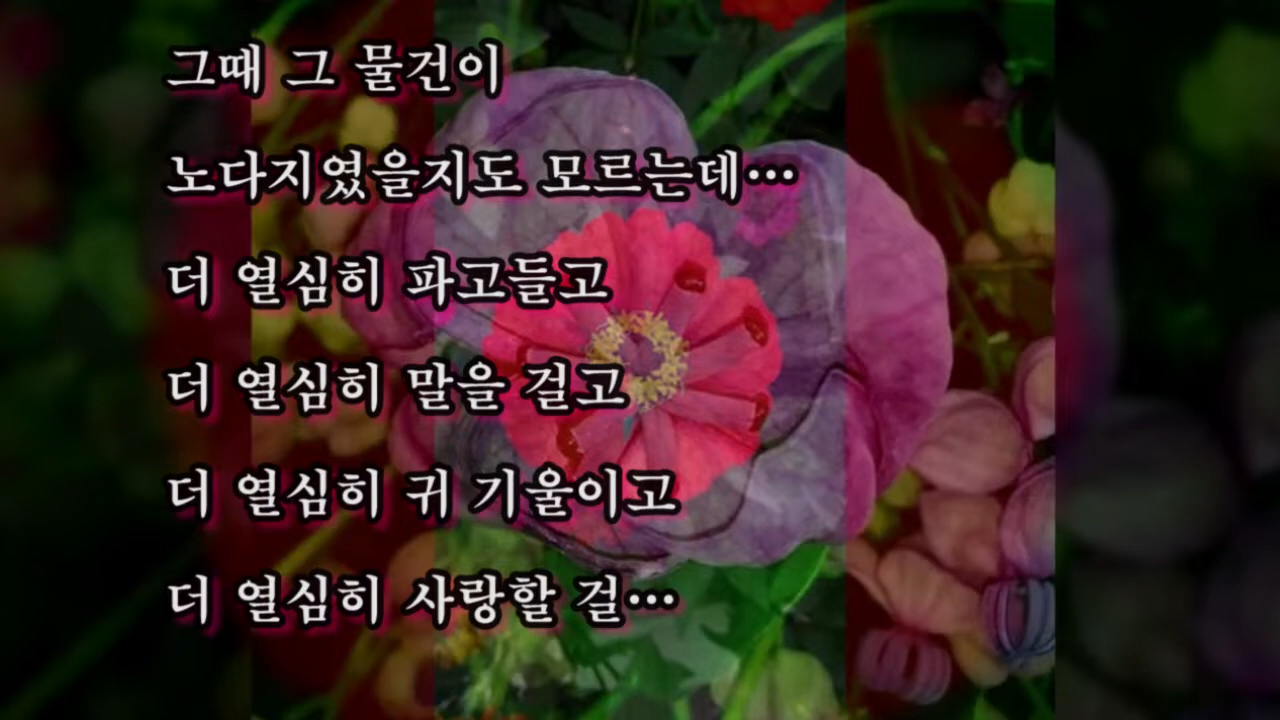 그때 그 물건이
노다지였을지도 모르는데…
더 열심히 파고들고
더 열심히 말을 걸고
더 열심히 귀 기울이고
더 열심히 사랑할 걸…